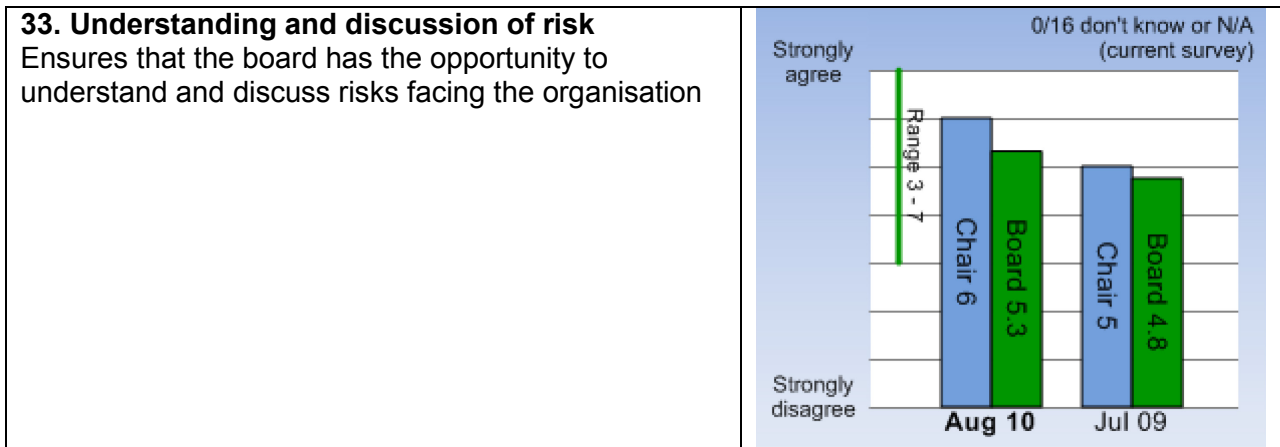 33. Understanding and discussion of risk
Ensures that the board has the opportunity to
understand and discuss risks facing the organisation
0/16 don't know or N/A
(current survey)
Strongly
agree
Range 3 - 7
Chair 6
Board 5.3
Chair 5
Board 4.8
Strongly
disagree
Aug 10
Jul 09